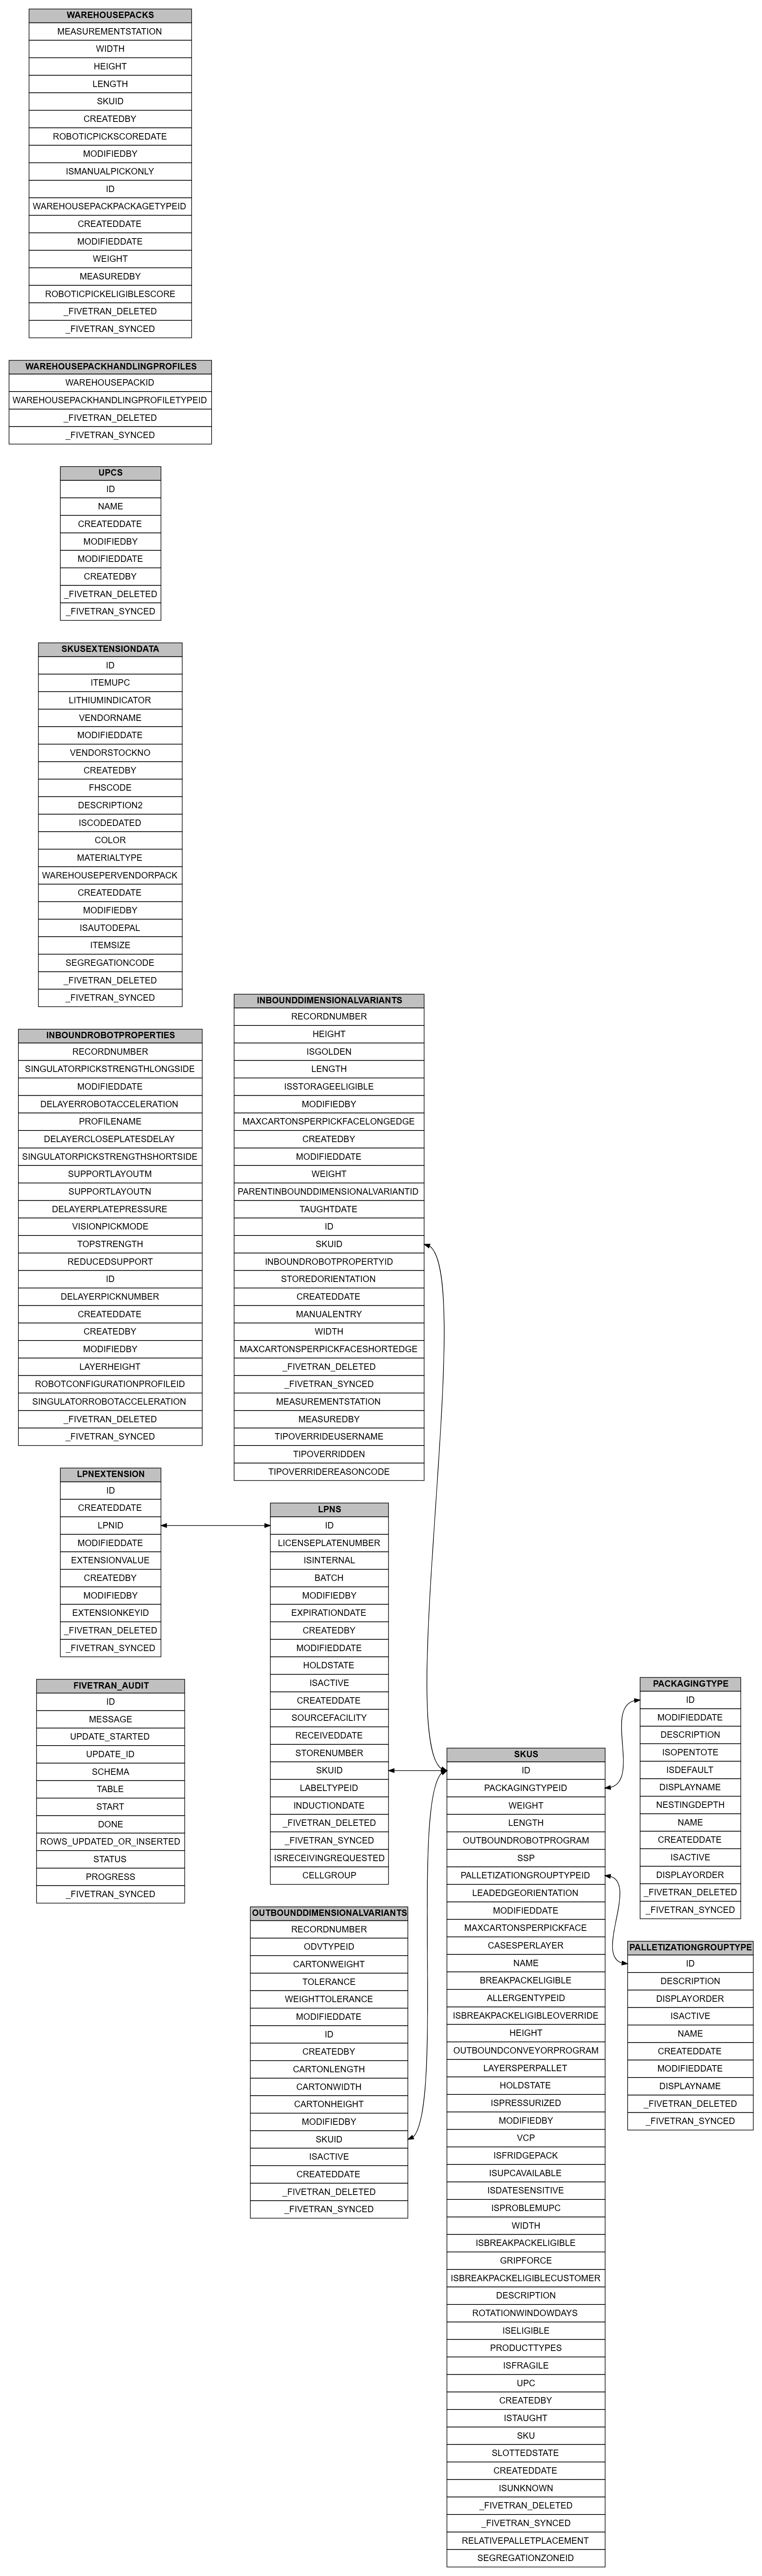 WAREHOUSEPACKS
MEASUREMENTSTATION
WIDTH
HEIGHT
LENGTH
SKUID
CREATEDBY
ROBOTICPICKSCOREDATE
MODIFIEDBY
ISMANUALPICKONLY
ID
WAREHOUSEPACKPACKAGETYPEID
CREATEDDATE
MODIFIEDDATE
WEIGHT
MEASUREDBY
ROBOTICPICKELIGIBLESCORE
_FIVETRAN_DELETED
_FIVETRAN_SYNCED
WAREHOUSEPACKHANDLINGPROFILES
WAREHOUSEPACKID
WAREHOUSEPACKHANDLINGPROFILETYPEID
_FIVETRAN_DELETED
_FIVETRAN_SYNCED
UPCS
ID
NAME
CREATEDDATE
MODIFIEDBY
MODIFIEDDATE
CREATEDBY
_FIVETRAN_DELETED
_FIVETRAN_SYNCED
SKUSEXTENSIONDATA
ID
ITEMUPC
LITHIUMINDICATOR
VENDORNAME
MODIFIEDDATE
VENDORSTOCKNO
CREATEDBY
FHSCODE
DESCRIPTION2
ISCODEDATED
COLOR
MATERIALTYPE
WAREHOUSEPERVENDORPACK
CREATEDDATE
MODIFIEDBY
ISAUTODEPAL
ITEMSIZE
SEGREGATIONCODE
_FIVETRAN_DELETED
_FIVETRAN_SYNCED
INBOUNDROBOTPROPERTIES
RECORDNUMBER
SINGULATORPICKSTRENGTHLONGSIDE
MODIFIEDDATE
DELAYERROBOTACCELERATION
PROFILENAME
DELAYERCLOSEPLATESDELAY
SINGULATORPICKSTRENGTHSHORTSIDE
SUPPORTLAYOUTM
SUPPORTLAYOUTN
DELAYERPLATEPRESSURE
VISIONPICKMODE
TOPSTRENGTH
REDUCEDSUPPORT
ID
DELAYERPICKNUMBER
CREATEDDATE
CREATEDBY
MODIFIEDBY
LAYERHEIGHT
ROBOTCONFIGURATIONPROFILEID
SINGULATORROBOTACCELERATION
_FIVETRAN_DELETED
_FIVETRAN_SYNCED
LPNEXTENSION
ID
CREATEDDATE
LPNID
MODIFIEDDATE
EXTENSIONVALUE
CREATEDBY
MODIFIEDBY
EXTENSIONKEYID
_FIVETRAN_DELETED
_FIVETRAN_SYNCED
FIVETRAN_AUDIT
ID
MESSAGE
UPDATE_STARTED
UPDATE_ID
SCHEMA
TABLE
START
DONE
ROWS_UPDATED_OR_INSERTED
STATUS
PROGRESS
_FIVETRAN_SYNCED
INBOUNDDIMENSIONALVARIANTS
RECORDNUMBER
HEIGHT
ISGOLDEN
LENGTH
ISSTORAGEELIGIBLE
MODIFIEDBY
MAXCARTONSPERPICKFACELONGEDGE
CREATEDBY
MODIFIEDDATE
WEIGHT
PARENTINBOUNDDIMENSIONALVARIANTID
TAUGHTDATE
ID
SKUID
INBOUNDROBOTPROPERTYID
STOREDORIENTATION
CREATEDDATE
MANUALENTRY
WIDTH
MAXCARTONSPERPICKFACESHORTEDGE
_FIVETRAN_DELETED
_FIVETRAN_SYNCED
MEASUREMENTSTATION
MEASUREDBY
TIPOVERRIDEUSERNAME
TIPOVERRIDDEN
TIPOVERRIDEREASONCODE
LPNS
ID
LICENSEPLATENUMBER
ISINTERNAL
BATCH
MODIFIEDBY
EXPIRATIONDATE
CREATEDBY
MODIFIEDDATE
HOLDSTATE
ISACTIVE
CREATEDDATE
SOURCEFACILITY
RECEIVEDDATE
STORENUMBER
SKUID
LABELTYPEID
INDUCTIONDATE
_FIVETRAN_DELETED
_FIVETRAN_SYNCED
ISRECEIVINGREQUESTED
CELLGROUP
OUTBOUNDDIMENSIONALVARIANTS
RECORDNUMBER
ODVTYPEID
CARTONWEIGHT
TOLERANCE
WEIGHTTOLERANCE
MODIFIEDDATE
ID
CREATEDBY
CARTONLENGTH
CARTONWIDTH
CARTONHEIGHT
MODIFIEDBY
SKUID
ISACTIVE
CREATEDDATE
_FIVETRAN_DELETED
_FIVETRAN_SYNCED
SKUS
ID
PACKAGINGTYPEID
WEIGHT
LENGTH
OUTBOUNDROBOTPROGRAM
SSP
PALLETIZATIONGROUPTYPEID
LEADEDGEORIENTATION
MODIFIEDDATE
MAXCARTONSPERPICKFACE
CASESPERLAYER
NAME
BREAKPACKELIGIBLE
ALLERGENTYPEID
ISBREAKPACKELIGIBLEOVERRIDE
HEIGHT
OUTBOUNDCONVEYORPROGRAM
LAYERSPERPALLET
HOLDSTATE
ISPRESSURIZED
MODIFIEDBY
VCP
ISFRIDGEPACK
ISUPCAVAILABLE
ISDATESENSITIVE
ISPROBLEMUPC
WIDTH
ISBREAKPACKELIGIBLE
GRIPFORCE
ISBREAKPACKELIGIBLECUSTOMER
DESCRIPTION
ROTATIONWINDOWDAYS
ISELIGIBLE
PRODUCTTYPES
ISFRAGILE
UPC
CREATEDBY
ISTAUGHT
SKU
SLOTTEDSTATE
CREATEDDATE
ISUNKNOWN
_FIVETRAN_DELETED
_FIVETRAN_SYNCED
RELATIVEPALLETPLACEMENT
SEGREGATIONZONEID
PACKAGINGTYPE
ID
MODIFIEDDATE
DESCRIPTION
ISOPENTOTE
ISDEFAULT
DISPLAYNAME
NESTINGDEPTH
NAME
CREATEDDATE
ISACTIVE
DISPLAYORDER
_FIVETRAN_DELETED
_FIVETRAN_SYNCED
PALLETIZATIONGROUPTYPE
ID
DESCRIPTION
DISPLAYORDER
ISACTIVE
NAME
CREATEDDATE
MODIFIEDDATE
DISPLAYNAME
_FIVETRAN_DELETED
_FIVETRAN_SYNCED